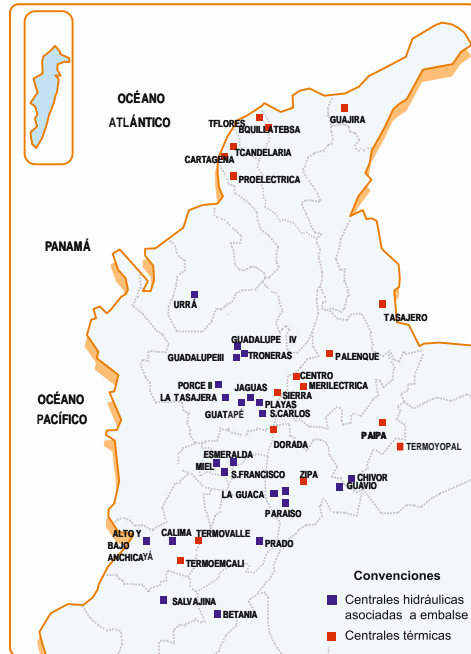 OCÉANO
ATLÁNTICO
TFLORES
BQUILLATEBSA
GUAJIRA
TCANDELARIA
CARTAGENA
PROELECTRICA
PANAMÁ
URRÁ
TASAJERO
GUADALUPE IV
GUADALUPEIII
TRONERAS
PALENQUE
CENTRO
PORCE II
JAGUAS
MERILECTRICA
LA TASAJERA
SIERRA
PLAYAS
GUATAPÉ
S.CARLOS
OCÉANO
PACÍFICO
PAIPA
DORADA
TERMOYOPAL
ESMERALDA
MIEL
S.FRANCISCO
ZIPA
CHIVOR
GUAVIO
LA GUACA
PARAISO
ALTO Y
BAJO
ANCHICAYÁ
CALIMA
TERMOVALLE
PRADO
TERMOEMCALI
SALVAJINA
BETANIA
Convenciones
Centrales hidráulicas
asociadas a embalse
Centrales térmicas